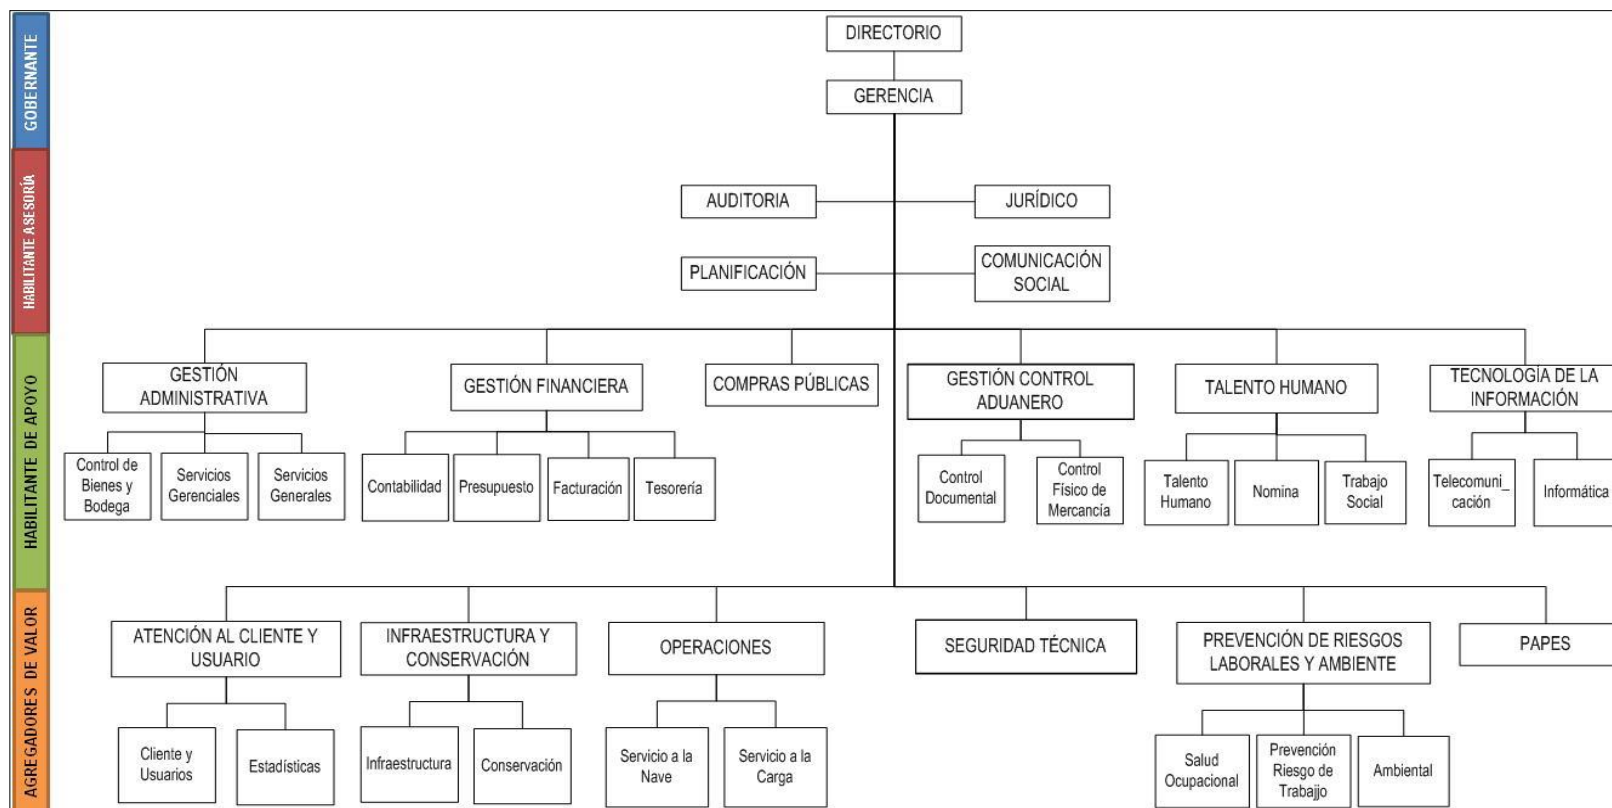 GOBERNANTE
DIRECTORIO
GERENCIA
HABILITANTE ASESORÍA
AUDITORIA
JURÍDICO
PLANIFICACIÓN
COMUNICACIÓN
SOCIAL
HABILITANTE DE APOYO
GESTIÓN
ADMINISTRATIVA
GESTIÓN FINANCIERA
COMPRAS PÚBLICAS
GESTIÓN CONTROL
ADUANERO
TALENTO HUMANO
TECNOLOGÍA DE LA
INFORMACIÓN
Control de
Bienes y
Bodega
Servicios
Gerenciales
Servicios
Generales
Contabilidad
Presupuesto
Facturación
Tesorería
Control
Documental
Control
Físico de
Mercancía
Talento
Humano
Nomina
Trabajo
Social
Telecomuni_
cación
Informática
AGREGADORES DE VALOR
ATENCIÓN AL CLIENTE Y
USUARIO
INFRAESTRUCTURA Y
CONSERVACIÓN
OPERACIONES
SEGURIDAD TÉCNICA
PREVENCIÓN DE RIESGOS
LABORALES Y AMBIENTE
PAPES
Cliente y
Usuarios
Estadísticas
Infraestructura
Conservación
Servicio a la
Nave
Servicio a la
Carga
Salud
Ocupacional
Prevención
Riesgo de
Trabajjo
Ambiental